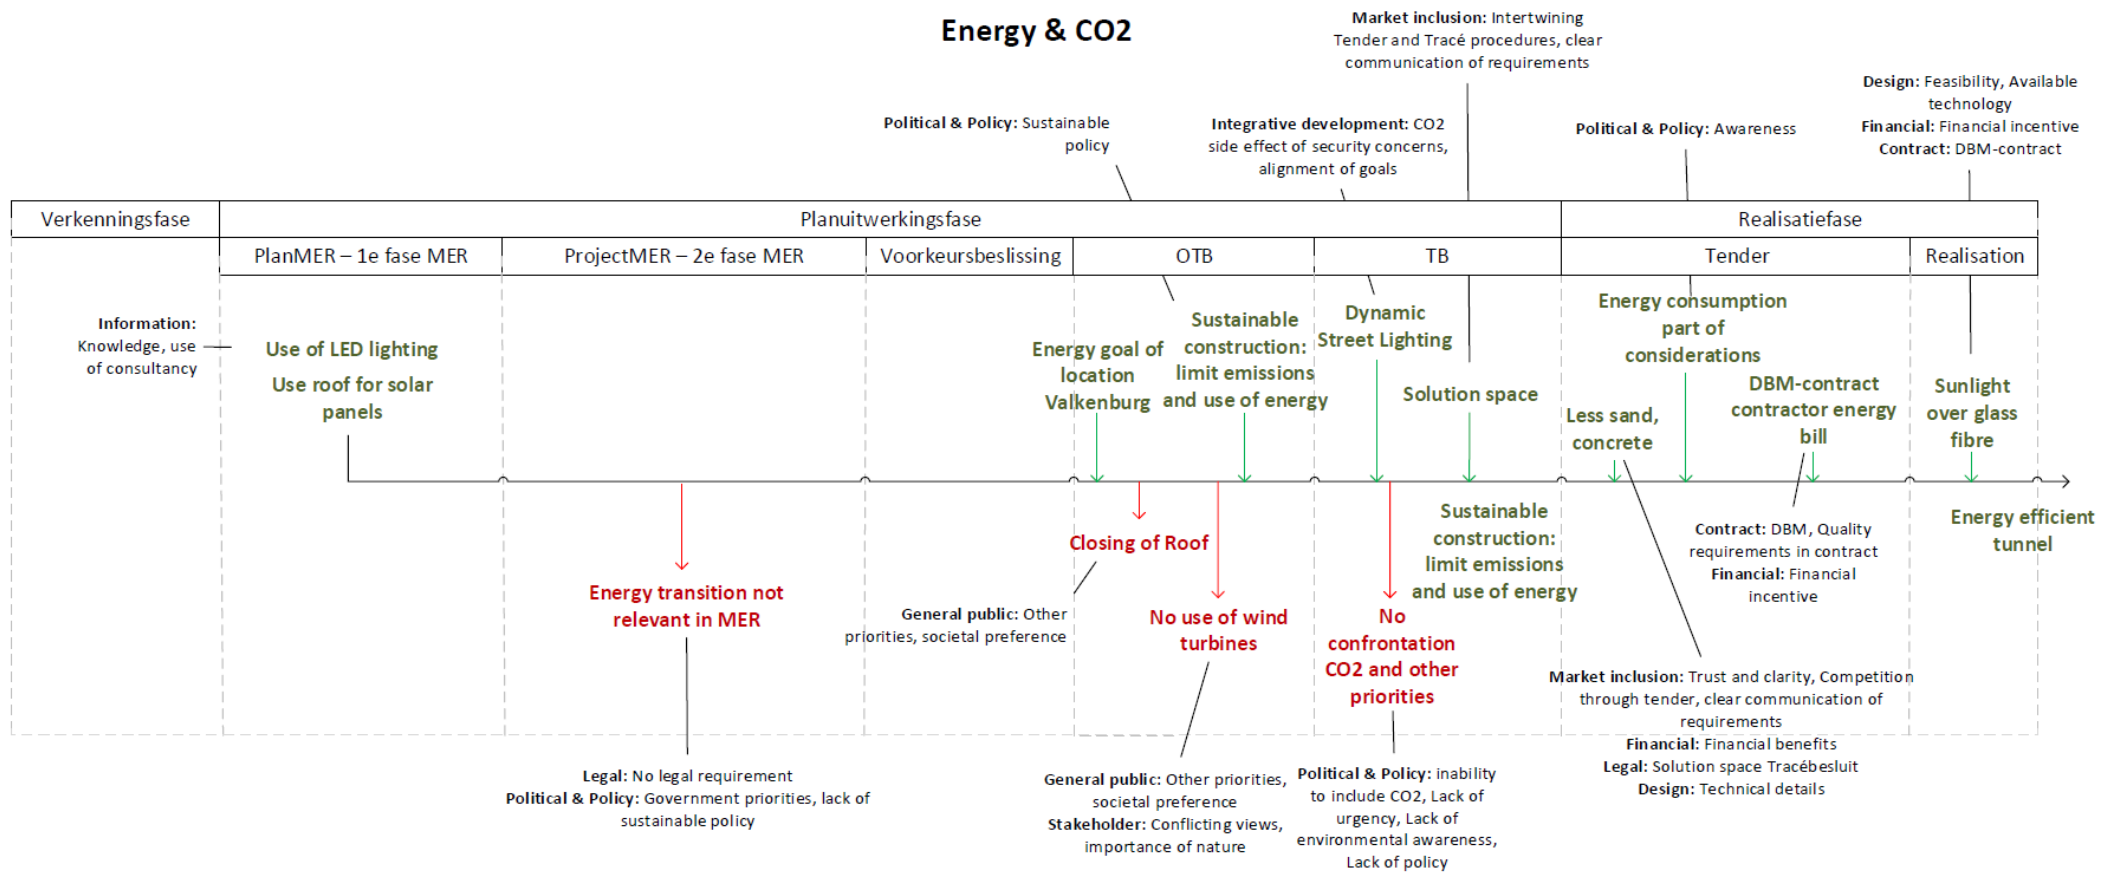 Energy & CO2
Market inclusion: Intertwining
Tender and Tracé procedures, clear
communication of requirements
Design: Feasibility, Available
technology
Financial: Financial incentive
Contract: DBM-contract
Political & Policy: Sustainable
policy
Integrative development: CO2
side effect of security concerns,
alignment of goals
Political & Policy: Awareness
Verkenningsfase
Planuitwerkingsfase
Realisatiefase
PlanMER – 1e fase MER
ProjectMER – 2e fase MER
Voorkeursbeslissing
OTB
TB
Tender
Realisation
Information:
Knowledge, use
of consultancy
Use of LED lighting
Use roof for solar
panels
Energy goal of
location
Valkenburg
Sustainable
construction:
limit emissions
and use of energy
Dynamic
Street Lighting
Solution space
Energy consumption
part of
considerations
Less sand,
concrete
DBM-contract
contractor energy
bill
Sunlight
over glass
fibre
Energy transition not
relevant in MER
Closing of Roof
No use of wind
turbines
No
confrontation
CO2 and other
priorities
Sustainable
construction:
limit emissions
and use of energy
Energy efficient
tunnel
General public: Other
priorities, societal preference
Contract: DBM, Quality
requirements in contract
Financial: Financial
incentive
Legal: No legal requirement
Political & Policy: Government priorities, lack of
sustainable policy
General public: Other priorities,
societal preference
Stakeholder: Conflicting views,
importance of nature
Political & Policy: inability
to include CO2, Lack of
urgency, Lack of
environmental awareness,
Lack of policy
Market inclusion: Trust and clarity, Competition
through tender, clear communication of
requirements
Financial: Financial benefits
Legal: Solution space Tracébesluit
Design: Technical details